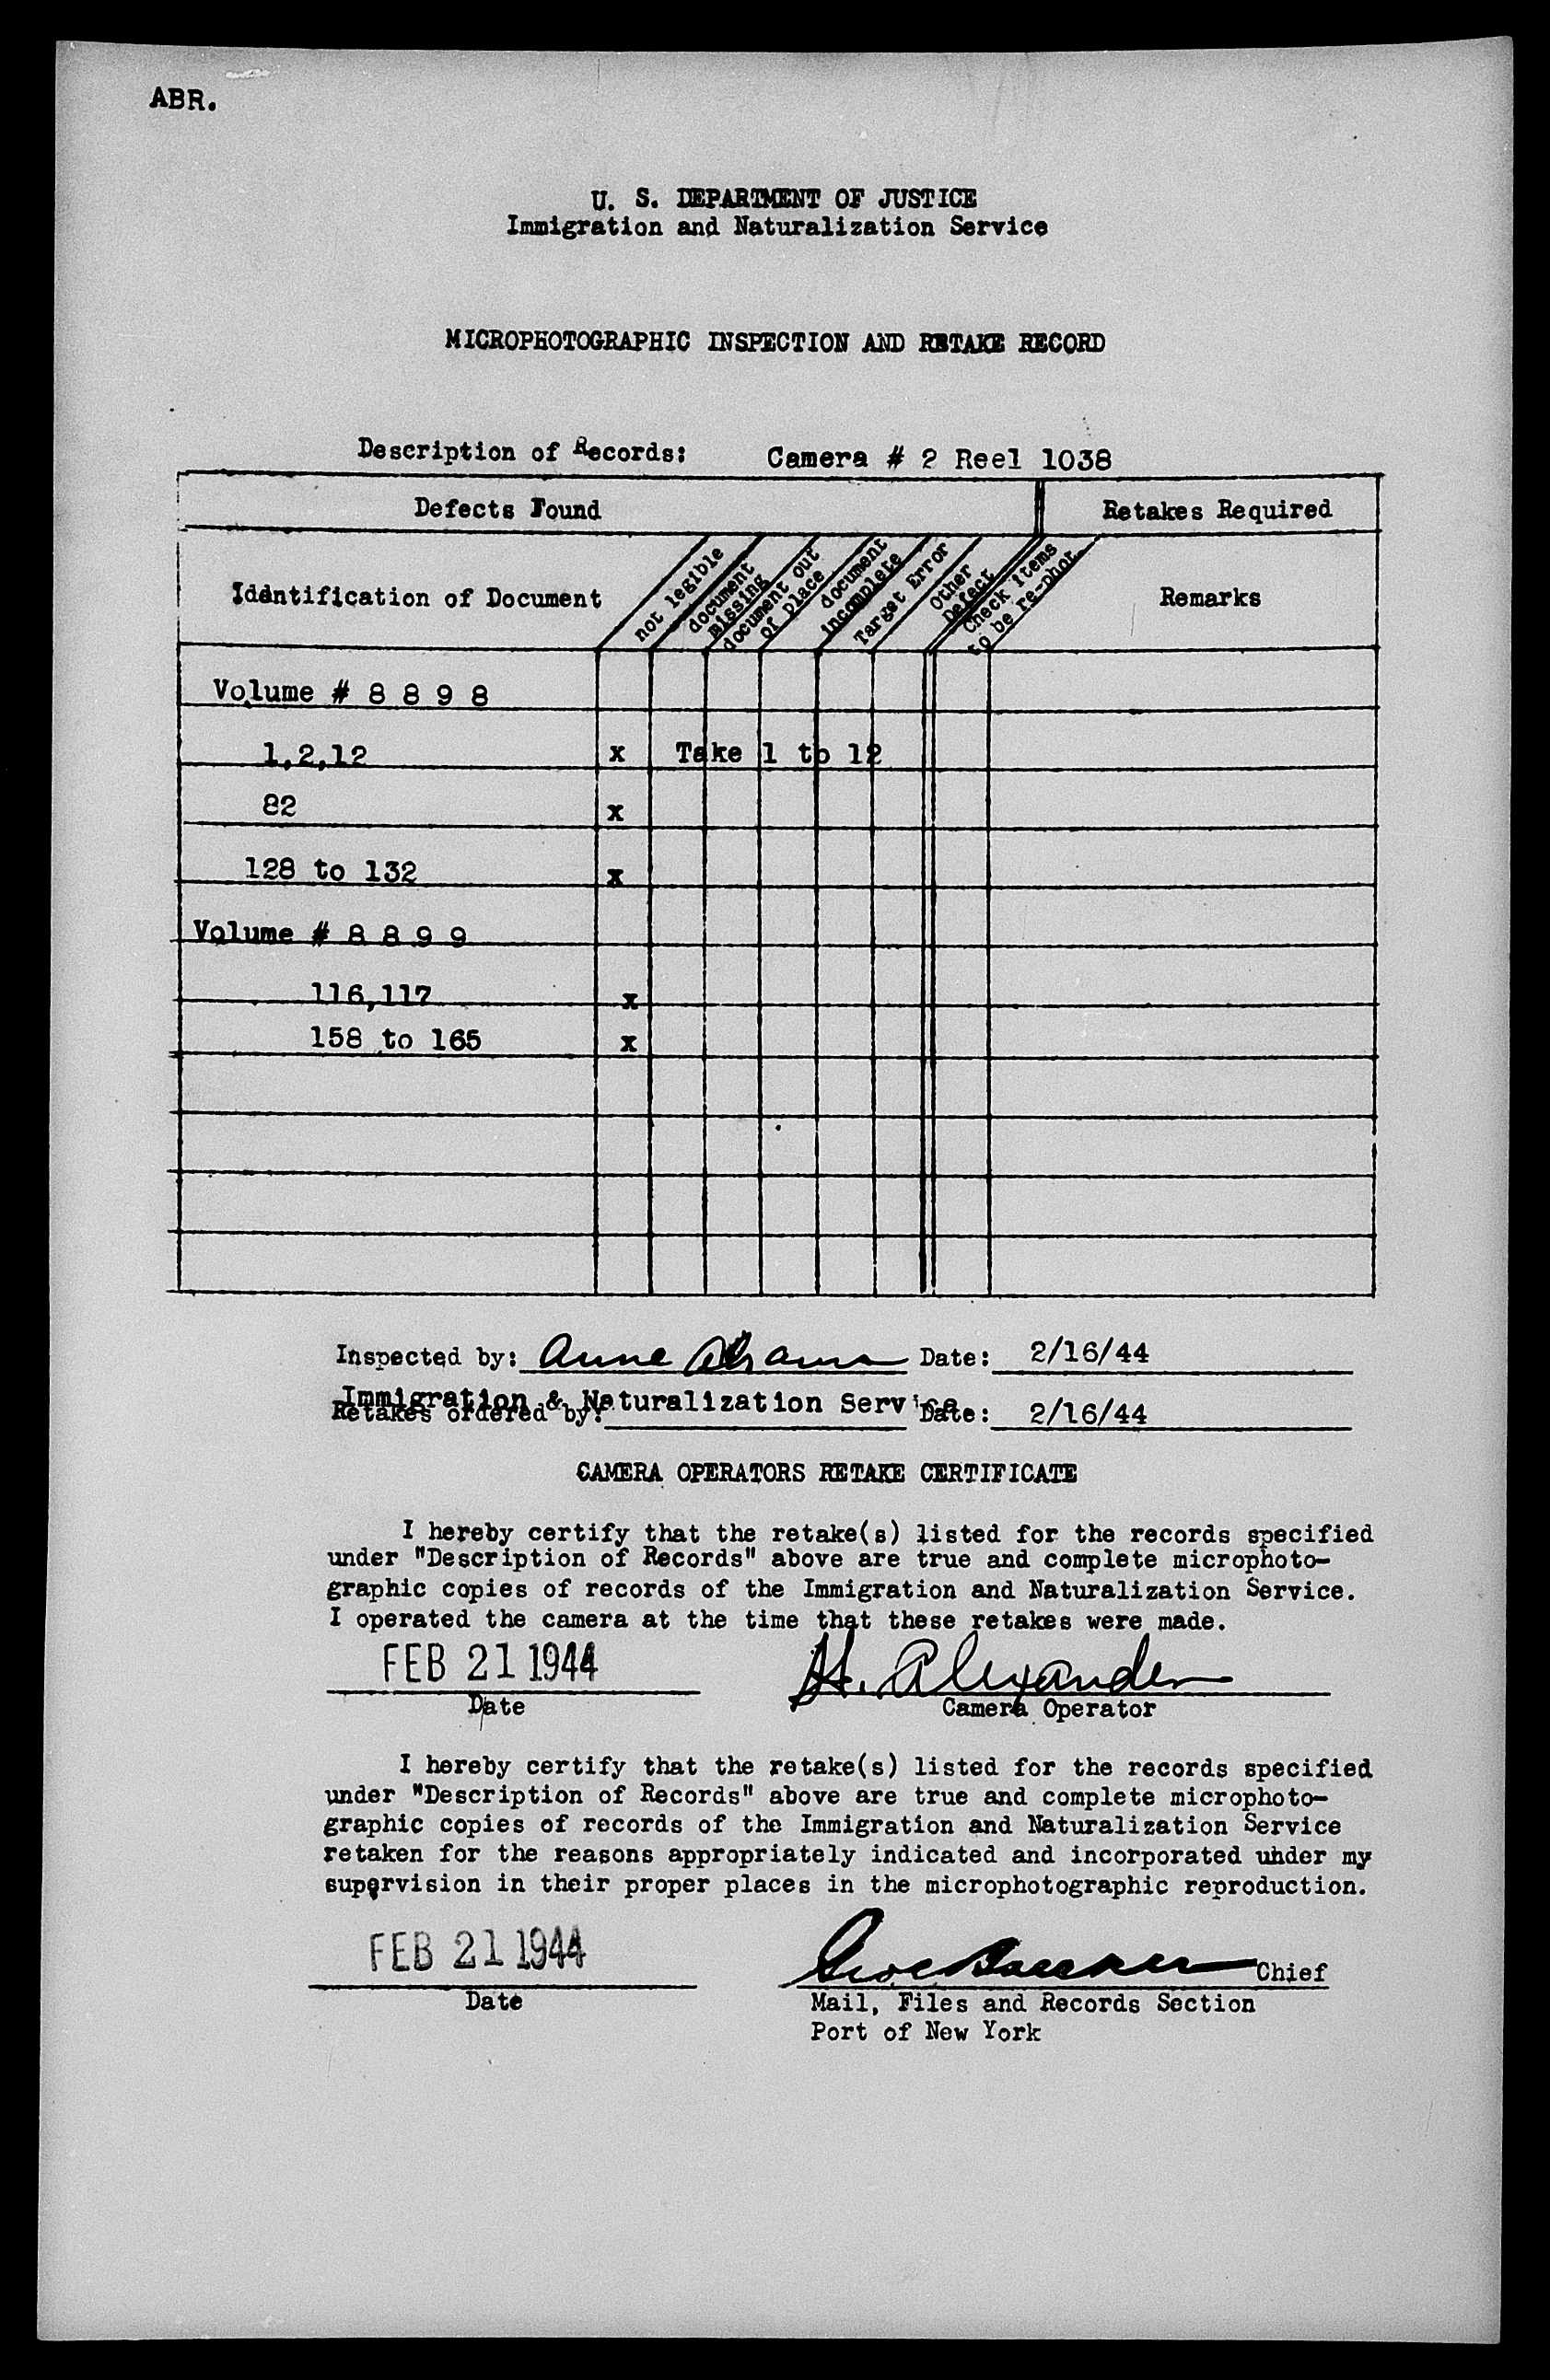 ABR.
U. S. DEPARTMENT OF JUSTICE
Immigration and Naturalization Service
MICROPHOTOGRAPHIC INSPECTION AND RETAKE RECORD
Description of Records: Camera # 2 Reel 1038
Defects Found Retakes Required
Identification of Document not legible document missing document out of place document incomplete Target Error Other Defect Check items to be re-phot. Remarks
Volume # 8 8 9 8
1,2,12 x Take 1 to 12
82 x
128 to 132 x
Volume # 8 8 9 9
116,117 x
158 to 165 x
Inspected by: Anne Abrams Date: 2/16/44
Immigration & Naturalization Service.
Retakes ordered by: Date: 2/16/44
CAMERA OPERATORS RETAKE CERTIFICATE
I hereby certify that the retake(s) listed for the records specified
under "Description of Records" above are true and complete microphoto-
graphic copies of records of the Immigration and Naturalization Service.
I operated the camera at the time that these retakes were made.
FEB 21 1944 H. Alexander
Date Camera Operator
I hereby certify that the retake(s) listed for the records specified
under "Description of Records" above are true and complete microphoto-
graphic copies of records of the Immigration and Naturalization Service
retaken for the reasons appropriately indicated and incorporated under my
supervision in their proper places in the microphotographic reproduction.
FEB 21 1944 Chief
Date Mail, Files and Records Section
Port of New York